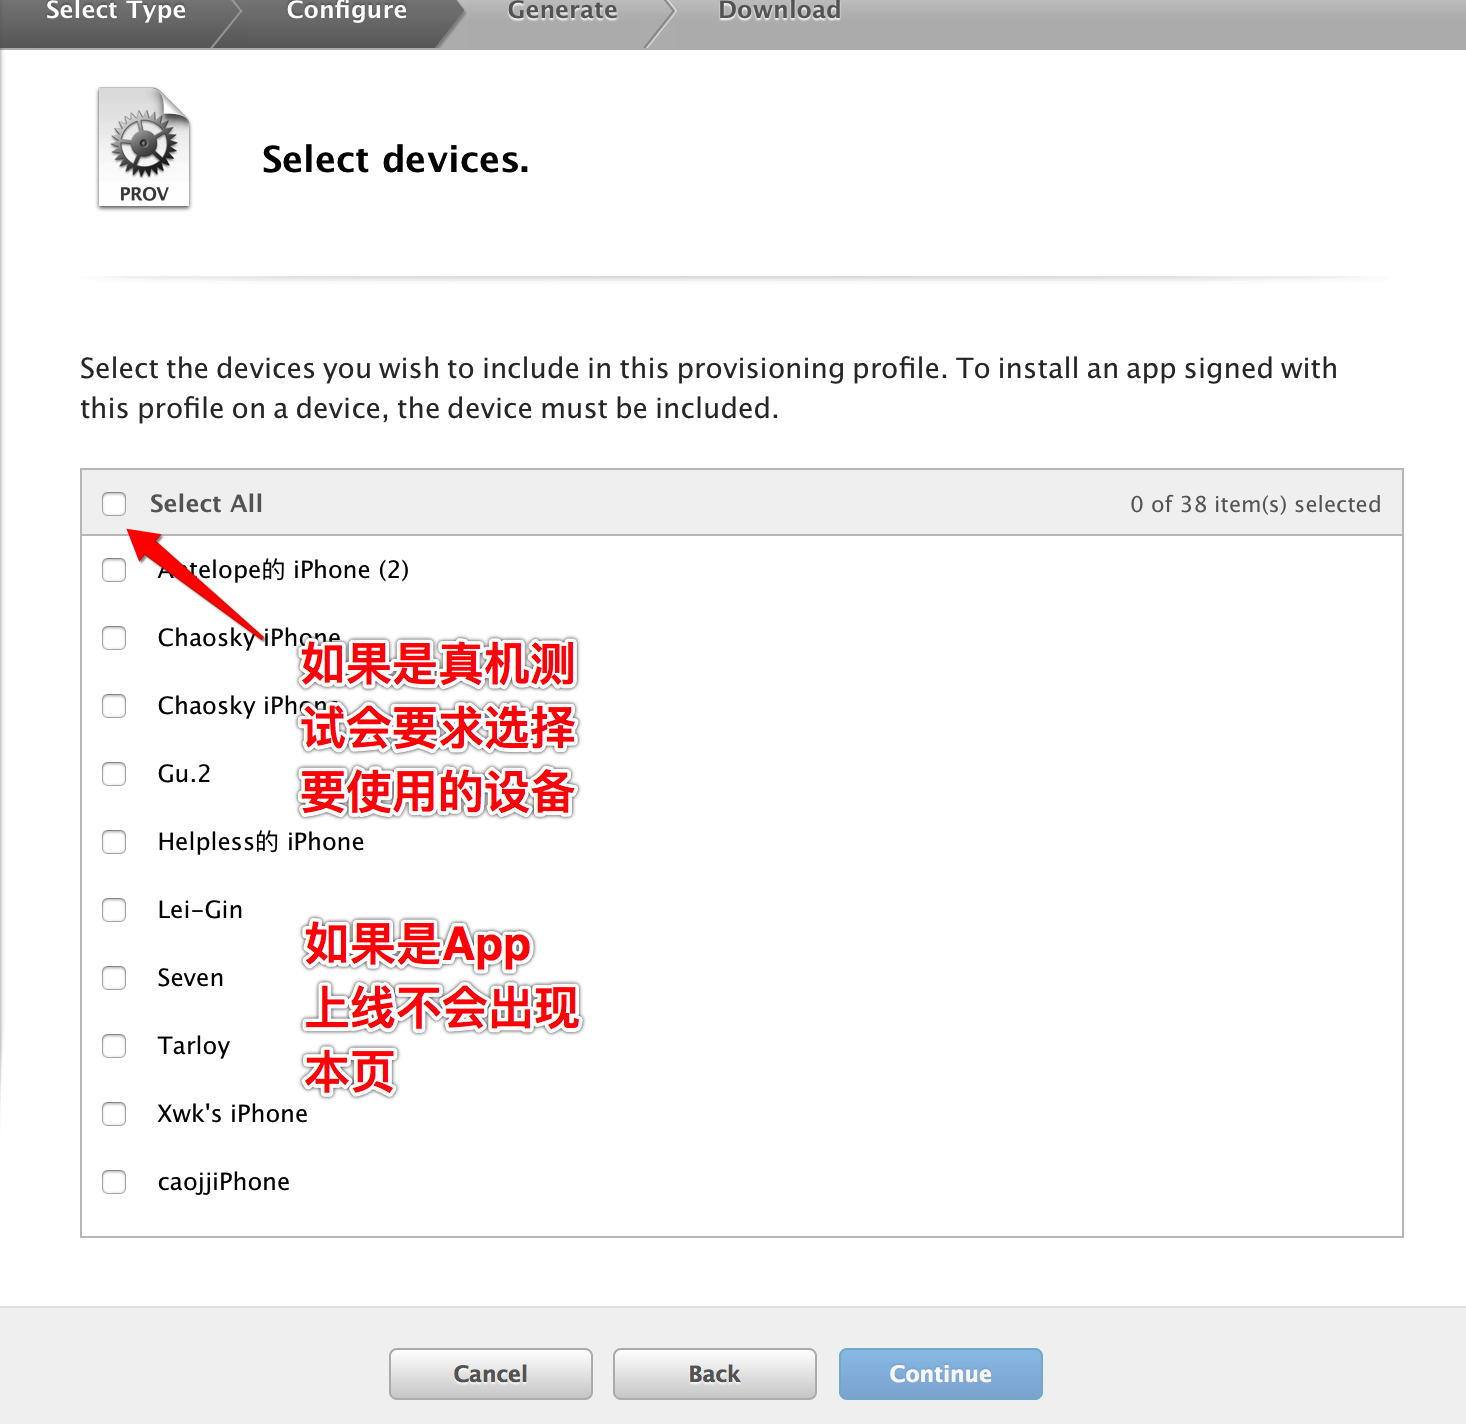 Select Type
Configure
Generate
Download
PROV
Select devices.
Select the devices you wish to include in this provisioning profile. To install an app signed with
this profile on a device, the device must be included.
Select All
0 of 38 item(s) selected
Antelope的 iPhone (2)
Chaosky iPhone
Chaosky iPhone
Gu.2
Helpless的 iPhone
Lei-Gin
Seven
Tarloy
Xwk's iPhone
caojjiPhone
如果是真机测
试会要求选择
要使用的设备
如果是App
上线不会出现
本页
Cancel
Back
Continue